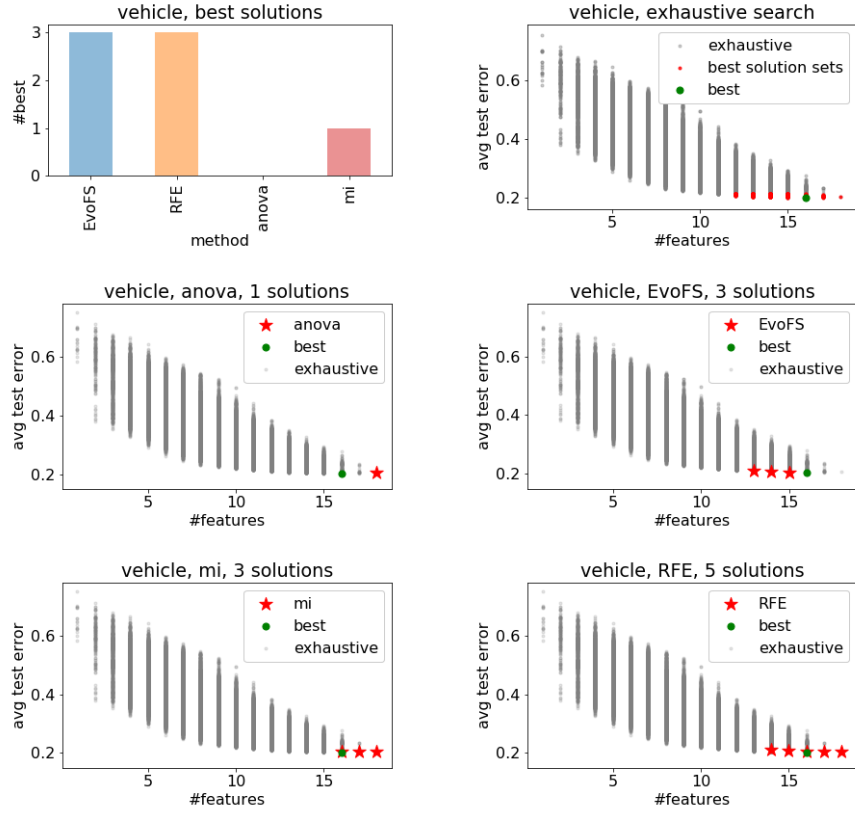 vehicle, best solutions
3
2
1
0
#best
EvoFS
RFE
anova
mi
method
vehicle, exhaustive search
exhaustive
best solution sets
best
0.6
0.4
0.2
avg test error
5
10
15
#features
vehicle, anova, 1 solutions
anova
best
exhaustive
0.6
0.4
0.2
avg test error
5
10
15
#features
vehicle, EvoFS, 3 solutions
EvoFS
best
exhaustive
0.6
0.4
0.2
avg test error
5
10
15
#features
vehicle, mi, 3 solutions
mi
best
exhaustive
0.6
0.4
0.2
avg test error
5
10
15
#features
vehicle, RFE, 5 solutions
RFE
best
exhaustive
0.6
0.4
0.2
avg test error
5
10
15
#features